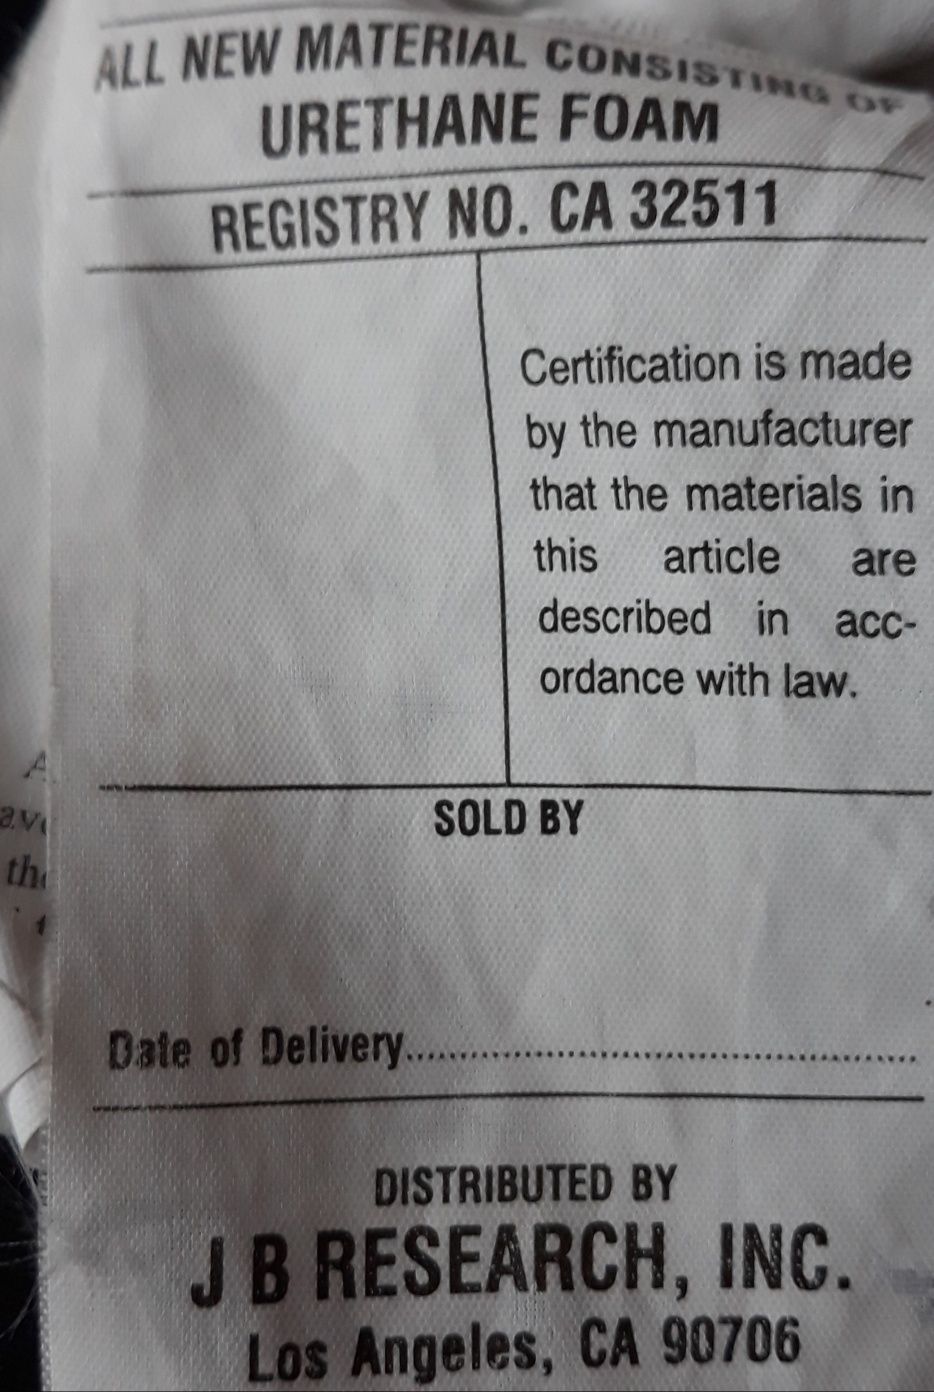 ALL NEW MATERIAL CONSISTING OF
URETHANE FOAM
REGISTRY NO. CA 32511
Certification is made
by the manufacturer
that the materials in
this article are
described in acc-
ordance with law.
SOLD BY
Date of Delivery................................................
DISTRIBUTED BY
J B RESEARCH, INC.
Los Angeles, CA 90706